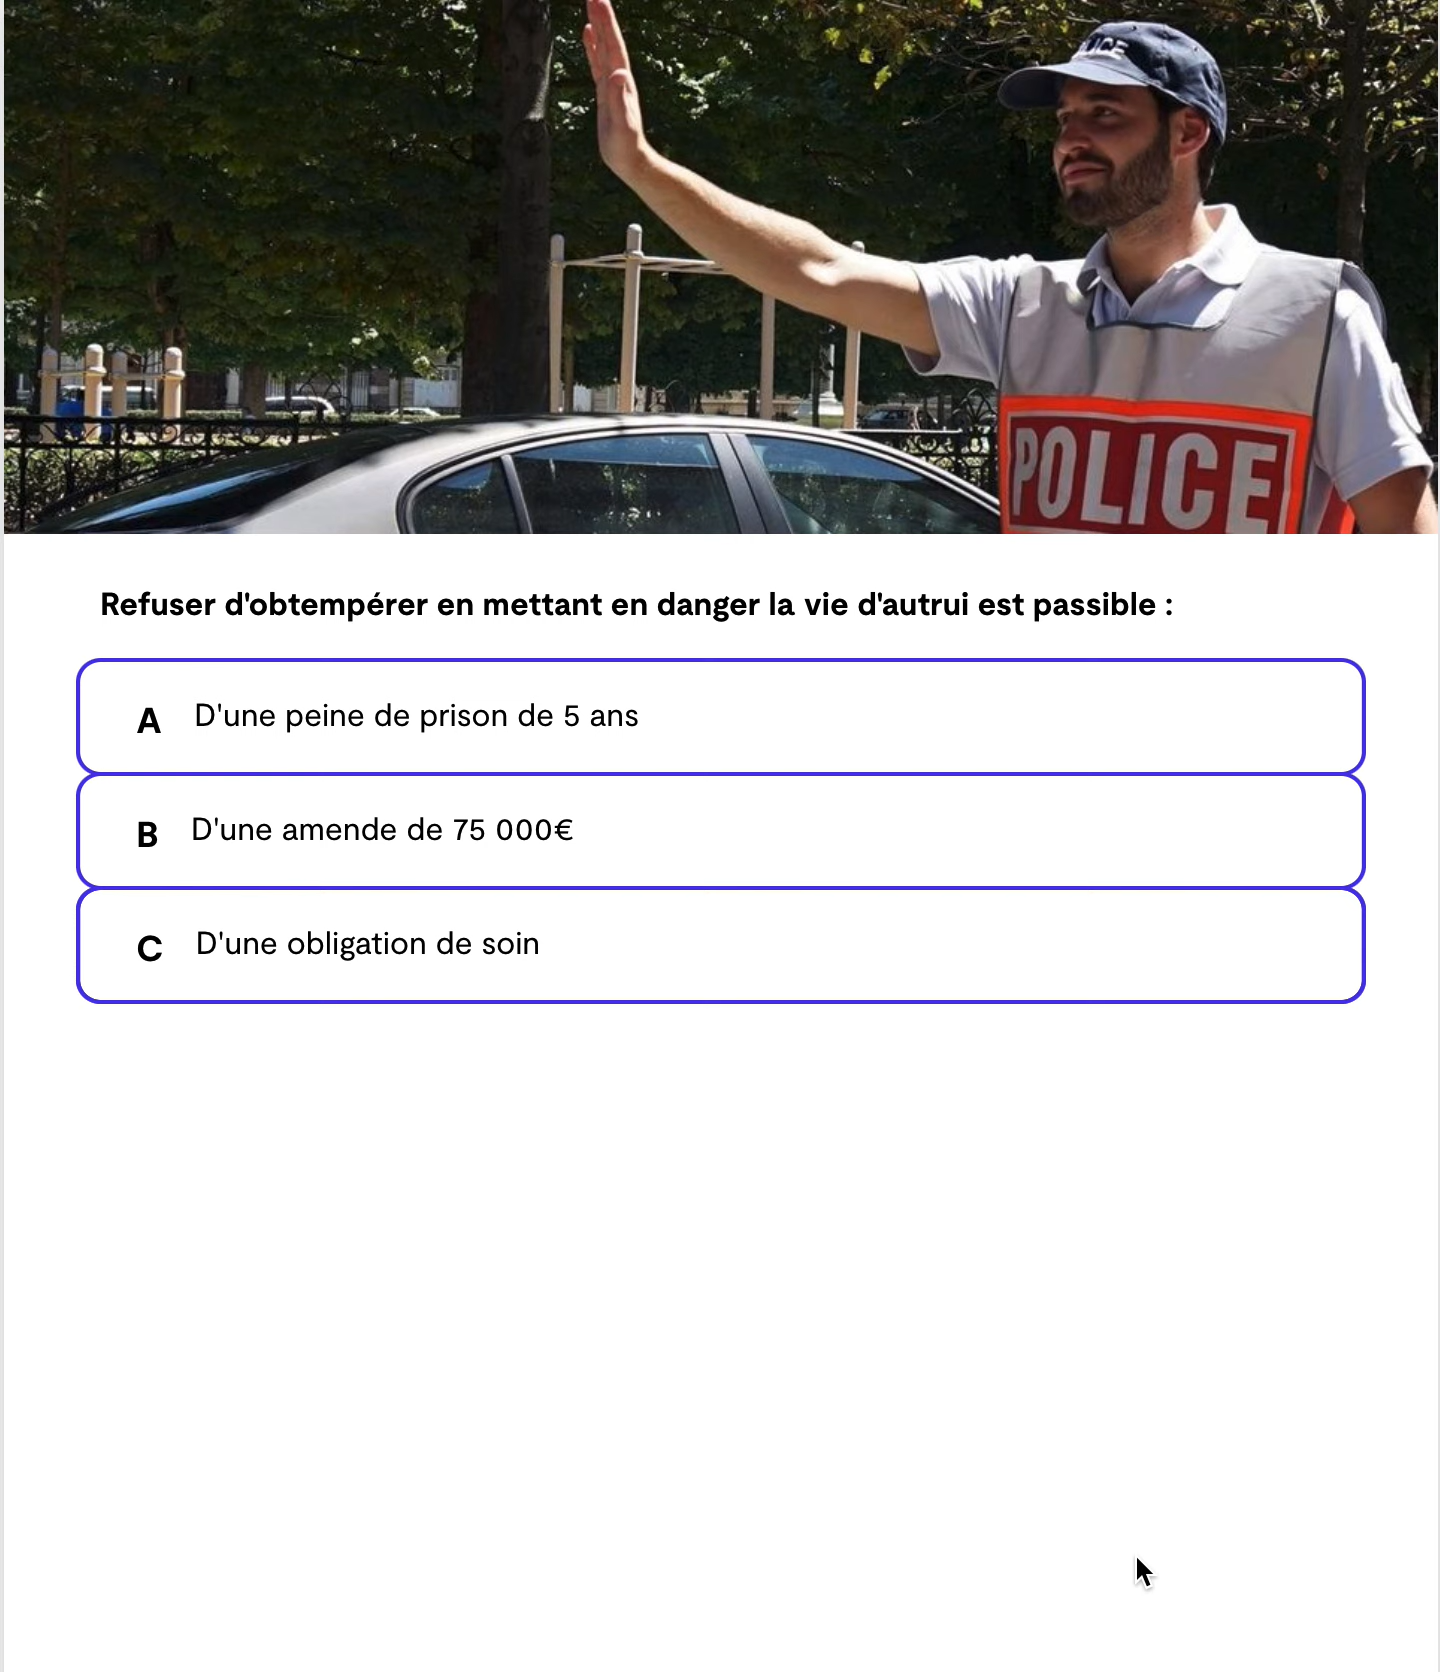 POLICE
POLICE
Refuser d'obtempérer en mettant en danger la vie d'autrui est passible :
A D'une peine de prison de 5 ans
B D'une amende de 75 000€
C D'une obligation de soin